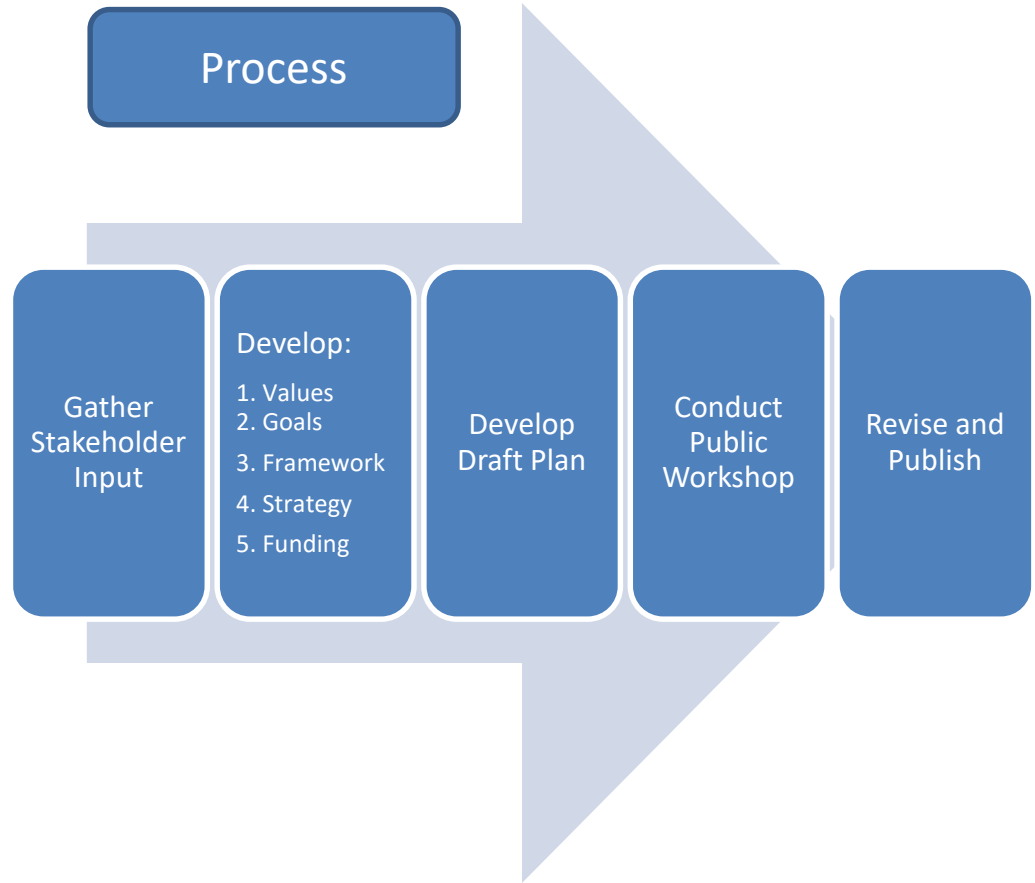 Process
Gather
Stakeholder
Input
Develop:
1. Values
2. Goals
3. Framework
4. Strategy
5. Funding
Develop
Draft Plan
Conduct
Public
Workshop
Revise and
Publish